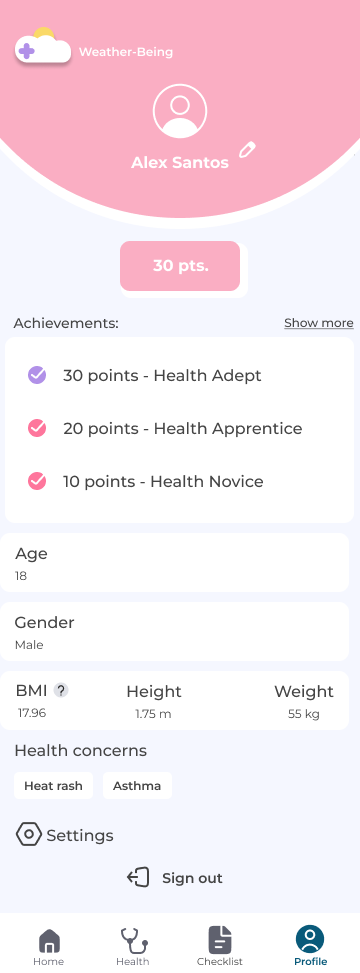 Weather-Being
Alex Santos
30 pts.
Achievements: Show more
30 points - Health Adept
20 points - Health Apprentice
10 points - Health Novice
Age
18
Gender
Male
BMI ? Height Weight
17.96 1.75 m 55 kg
Health concerns
Heat rash Asthma
Settings
Sign out
Home Health Checklist Profile